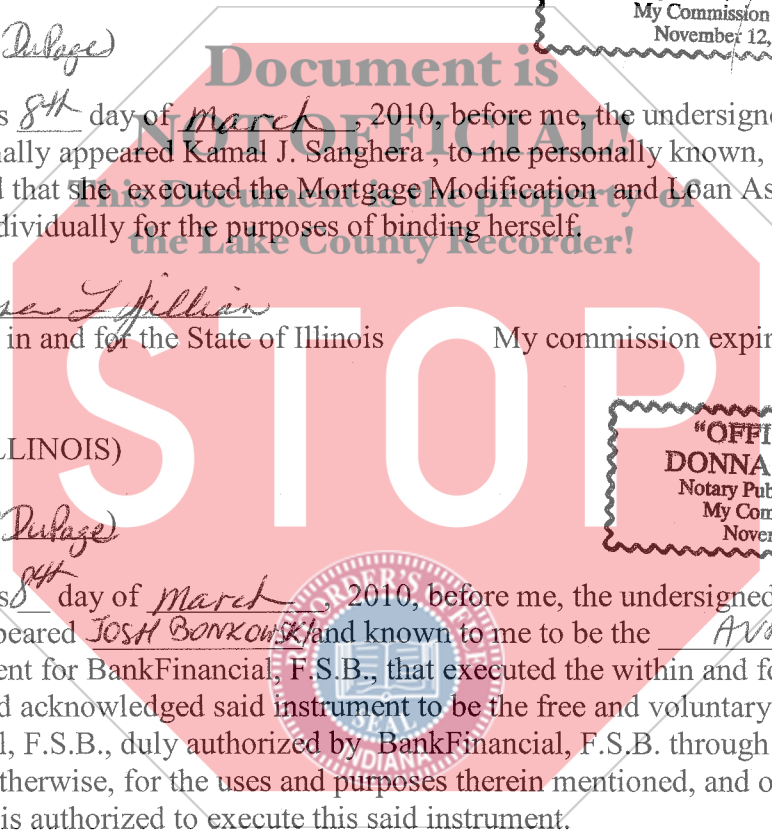 My Commission
November 12,
DuPage)
Document is
NOT OFFICIAL!
This Document is the property of
the Lake County Recorder!
s 8th day of March, 2010, before me, the undersigne
nally appeared Kamal J. Sanghera , to me personally known,
d that she executed the Mortgage Modification and Loan As
dividually for the purposes of binding herself.
L Jillian
in and for the State of Illinois My commission expir
STOP
LLINOIS)
"OFFI
DONNA
Notary Pub
My Com
Nove
DuPage)
s 8th day of March, 2010, before me, the undersigned
peared JOSH BONKOWSKI and known to me to be the AV
ent for BankFinancial, F.S.B., that executed the within and fo
d acknowledged said instrument to be the free and voluntary
l, F.S.B., duly authorized by BankFinancial, F.S.B. through
therwise, for the uses and purposes therein mentioned, and o
is authorized to execute this said instrument.
RECORDER'S OFFICE
SEAL
INDIANA